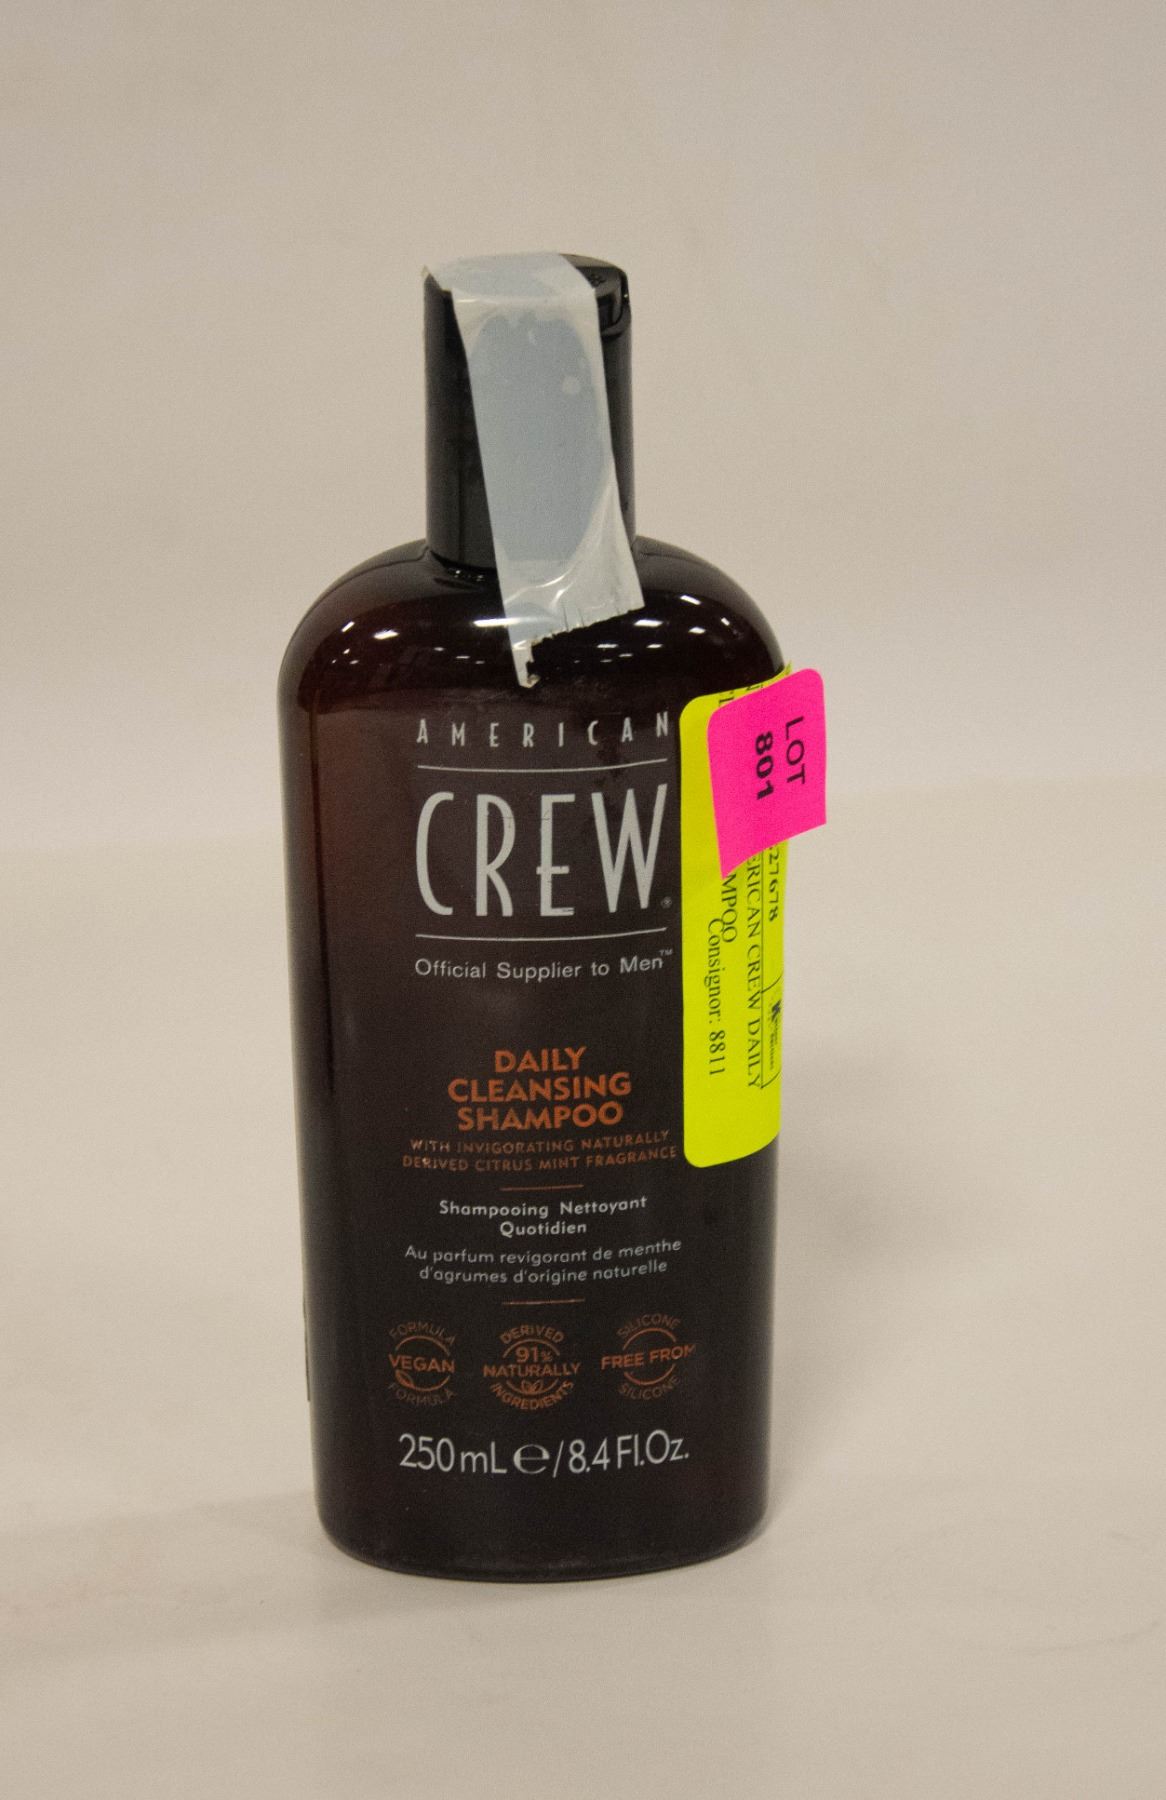 AMERICAN
CREW®
Official Supplier to Men™
DAILY
CLEANSING
SHAMPOO
WITH INVIGORATING NATURALLY
DERIVED CITRUS MINT FRAGRANCE
Shampooing Nettoyant
Quotidien
Au parfum revigorant de menthe
d'agrumes d'origine naturelle
FORMULA
VEGAN
FORMULA
DERIVED
91%
NATURALLY
INGREDIENTS
SILICONE
FREE FROM
SILICONE
250 mL ℮/8.4 Fl.Oz.
LOT
801
27678
ERICAN CREW DAILY
MPOO
Consignor: 8811